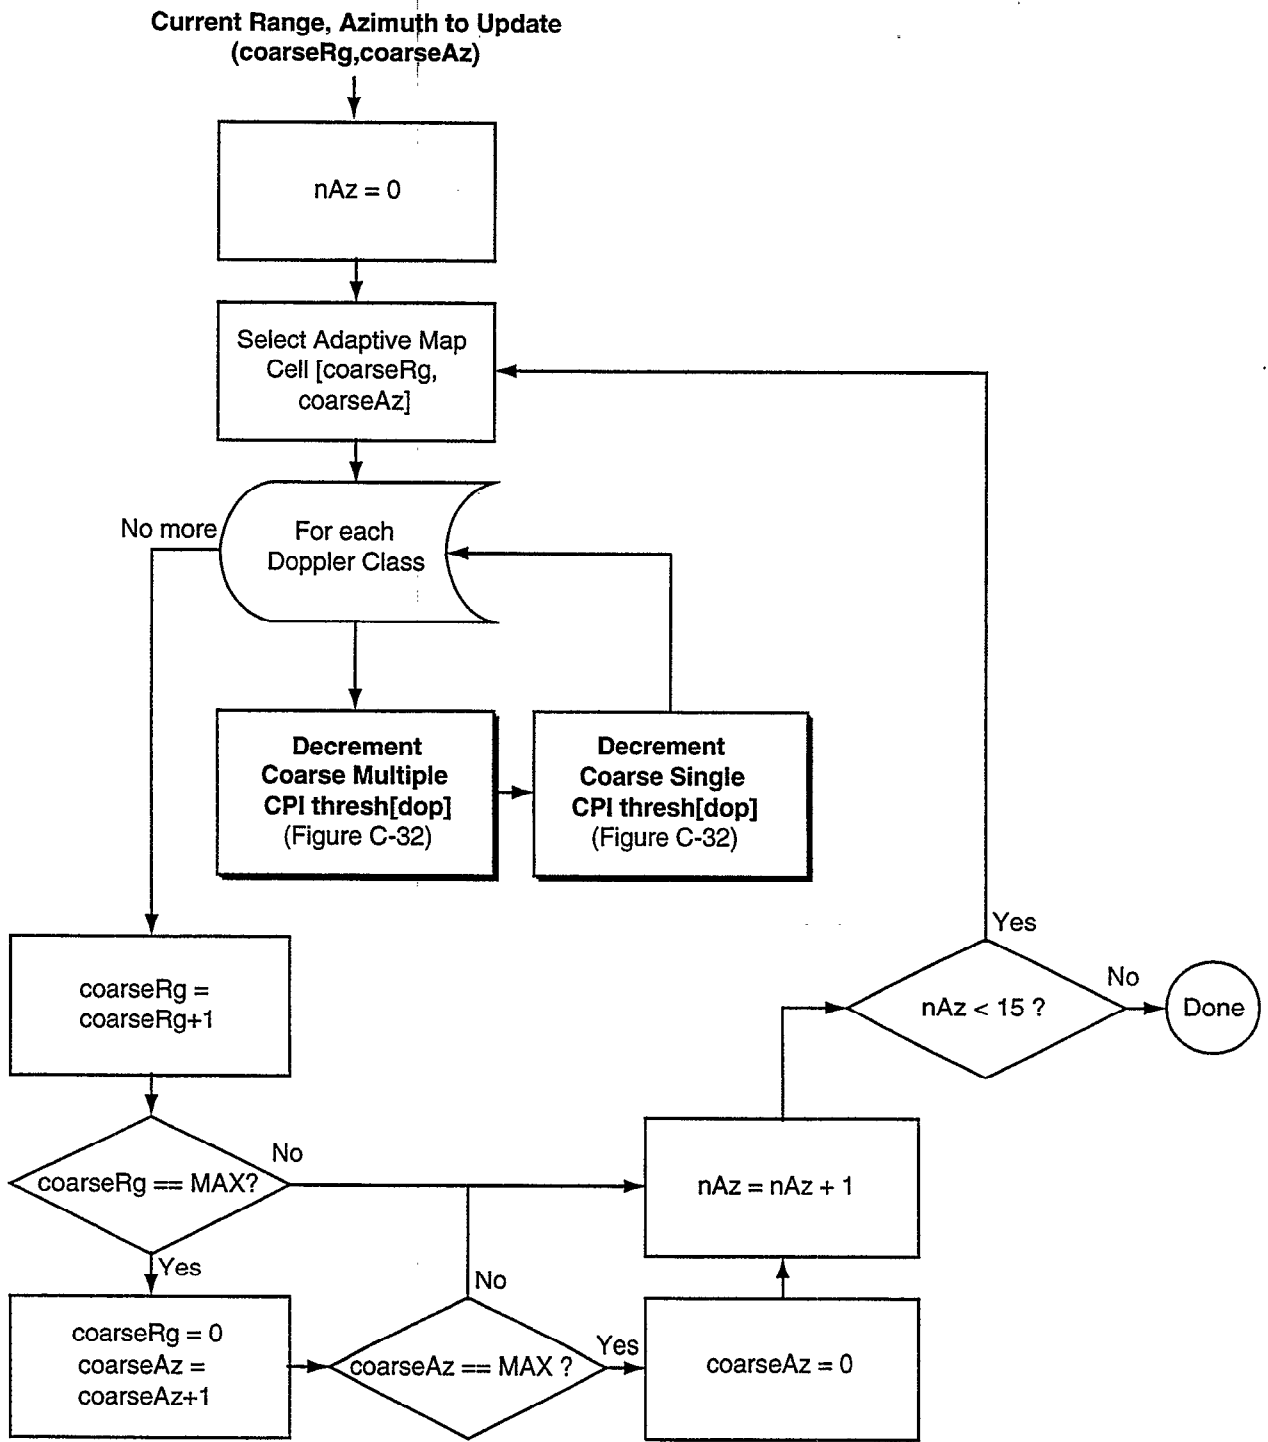 Current Range, Azimuth to Update
(coarseRg,coarseAz)
nAz = 0
Select Adaptive Map
Cell [coarseRg,
coarseAz]
No more
For each
Doppler Class
Decrement
Coarse Multiple
CPI thresh[dop]
(Figure C-32)
Decrement
Coarse Single
CPI thresh[dop]
(Figure C-32)
Yes
coarseRg =
coarseRg+1
nAz < 15 ?
No
Done
No
coarseRg == MAX?
nAz = nAz + 1
Yes
No
coarseRg = 0
coarseAz =
coarseAz+1
coarseAz == MAX ?
Yes
coarseAz = 0